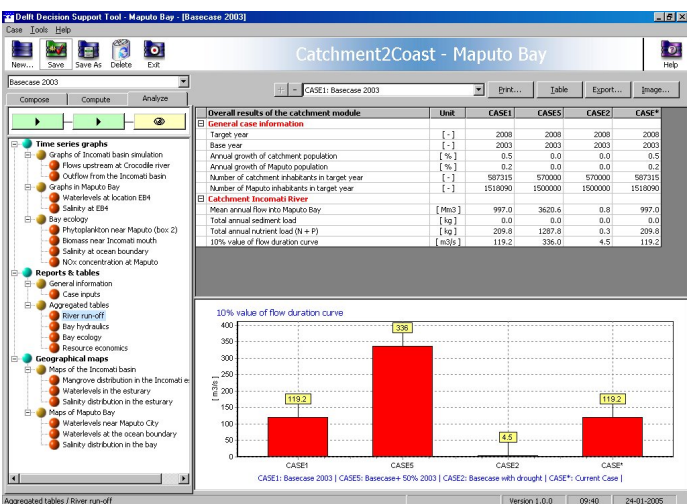 Delft Decision Support Tool - Maputo Bay - [Basecase 2003]
Case Tools Help
New... Save Save As Delete Exit
Catchment2Coast - Maputo Bay
Help
Basecase 2003
+ - CASE1: Basecase 2003
Print... Table Export... Image...
Compose Compute Analyze
Time series graphs
Graphs of Incomati basin simulation
Flows upstream at Crocodile river
Outflow from the Incomati basin
Graphs in Maputo Bay
Waterlevels at location EB4
Salinity at EB4
Bay ecology
Phytoplankton near Maputo (box 2)
Biomass near Incomati mouth
Salinity at ocean boundary
NOx concentration at Maputo
Reports & tables
General information
Case inputs
Aggregated tables
River run-off
Bay hydraulics
Bay ecology
Resource economics
Geographical maps
Maps of the Incomati basin
Mangrove distribution in the Incomati e
Waterlevels in the esturary
Salinity distribution in the esturary
Maps of Maputo Bay
Waterlevels near Maputo City
Waterlevels at the ocean boundary
Salinity distribution in the bay
Overall results of the catchment module Unit CASE1 CASE5 CASE2 CASE*
General case information
Target year [ - ] 2008 2008 2008 2008
Base year [ - ] 2003 2003 2003 2003
Annual growth of catchment population [ % ] 0.5 0.0 0.0 0.5
Annual growth of Maputo population [ % ] 0.2 0.0 0.0 0.2
Number of catchment inhabitants in target year [ - ] 587315 570000 570000 587315
Number of Maputo inhabitants in target year [ - ] 1518090 1500000 1500000 1518090
Catchment Incomati River
Mean annual flow into Maputo Bay [ Mm3 ] 997.0 3620.6 0.8 997.0
Total annual sediment load [ kg ] 0.0 0.0 0.0 0.0
Total annual nutrient load (N + P) [ kg ] 209.8 1287.8 0.3 209.8
10% value of flow duration curve [ m3/s ] 119.2 336.0 4.5 119.2
10% value of flow duration curve
400
350
300
250
200
150
100
50
0
[ m3/s ]
119.2
336
4.5
119.2
CASE1 CASE5 CASE2 CASE*
CASE1: Basecase 2003 | CASE5: Basecase+ 50% 2003 | CASE2: Basecase with drought | CASE*: Current Case |
Aggregated tables / River run-off
Version 1.0.0 09:40 24-01-2005